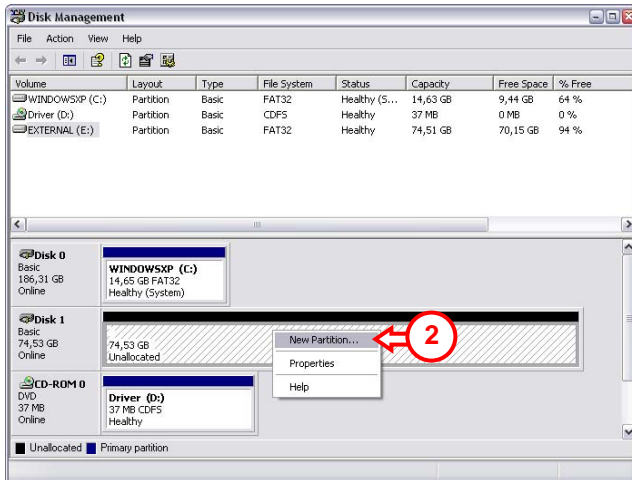 Disk Management
File Action View Help
Volume Layout Type File System Status Capacity Free Space % Free
WINDOWSXP (C:) Partition Basic FAT32 Healthy (S... 14,63 GB 9,44 GB 64 %
Driver (D:) Partition Basic CDFS Healthy 37 MB 0 MB 0 %
EXTERNAL (E:) Partition Basic FAT32 Healthy 74,51 GB 70,15 GB 94 %
Disk 0
Basic
186,31 GB
Online
WINDOWSXP (C:)
14,65 GB FAT32
Healthy (System)
Disk 1
Basic
74,53 GB
Online
74,53 GB
Unallocated
New Partition...
Properties
Help
2
CD-ROM 0
DVD
37 MB
Online
Driver (D:)
37 MB CDFS
Healthy
Unallocated Primary partition